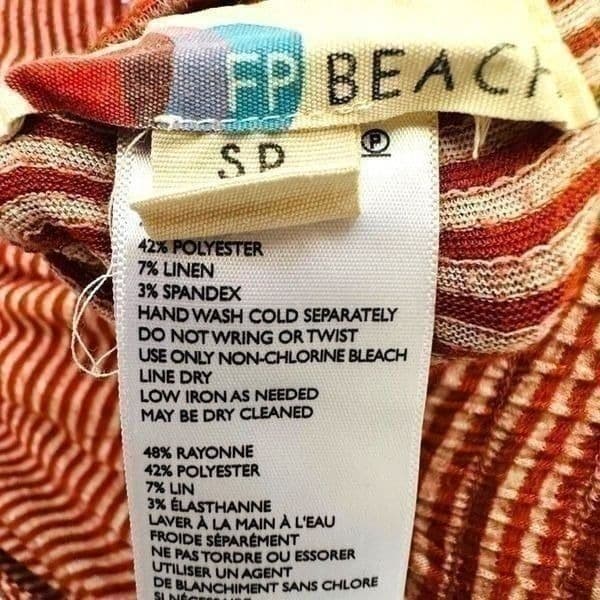 FP BEACH
SP
P
42% POLYESTER
7% LINEN
3% SPANDEX
HAND WASH COLD SEPARATELY
DO NOT WRING OR TWIST
USE ONLY NON-CHLORINE BLEACH
LINE DRY
LOW IRON AS NEEDED
MAY BE DRY CLEANED
48% RAYONNE
42% POLYESTER
7% LIN
3% ÉLASTHANNE
LAVER À LA MAIN À L'EAU
FROIDE SÉPARÉMENT
NE PAS TORDRE OU ESSORER
UTILISER UN AGENT
DE BLANCHIMENT SANS CHLORE
SI